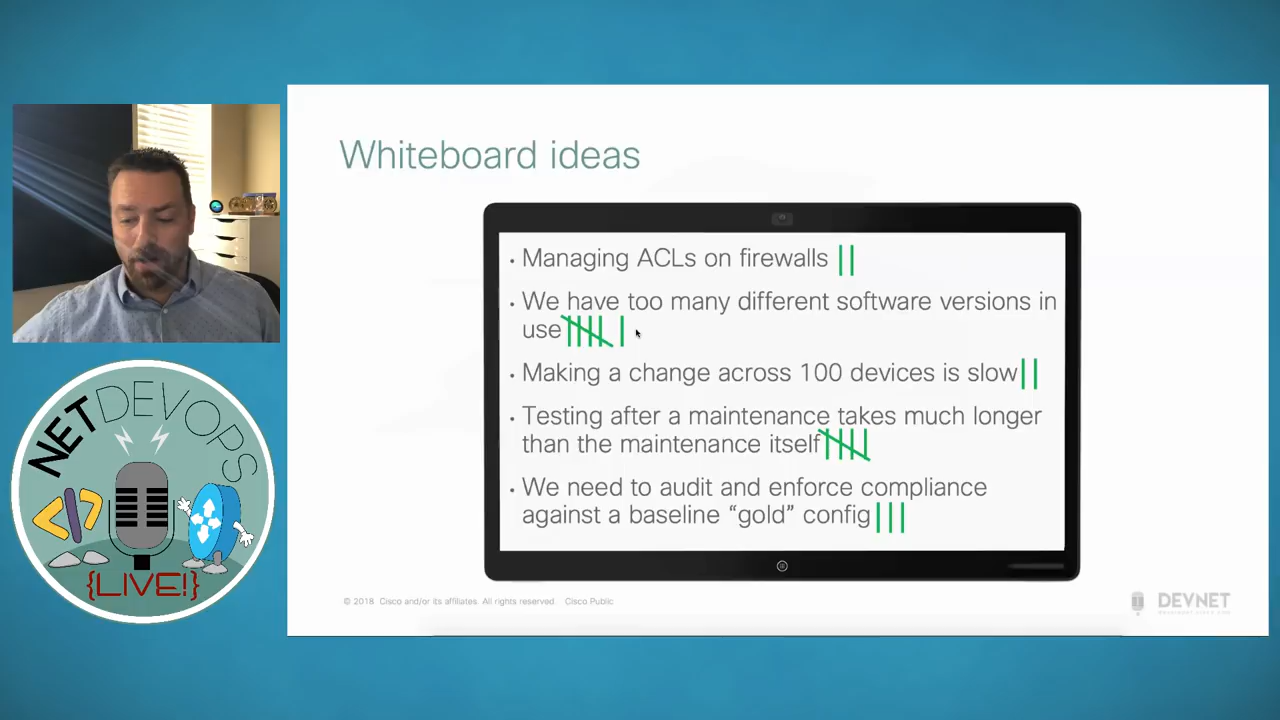 Whiteboard ideas
• Managing ACLs on firewalls
• We have too many different software versions in
use
• Making a change across 100 devices is slow
• Testing after a maintenance takes much longer
than the maintenance itself
• We need to audit and enforce compliance
against a baseline “gold” config
NETDEVOPS
</>
{LIVE!}
© 2018 Cisco and/or its affiliates. All rights reserved. Cisco Public
DEVNET